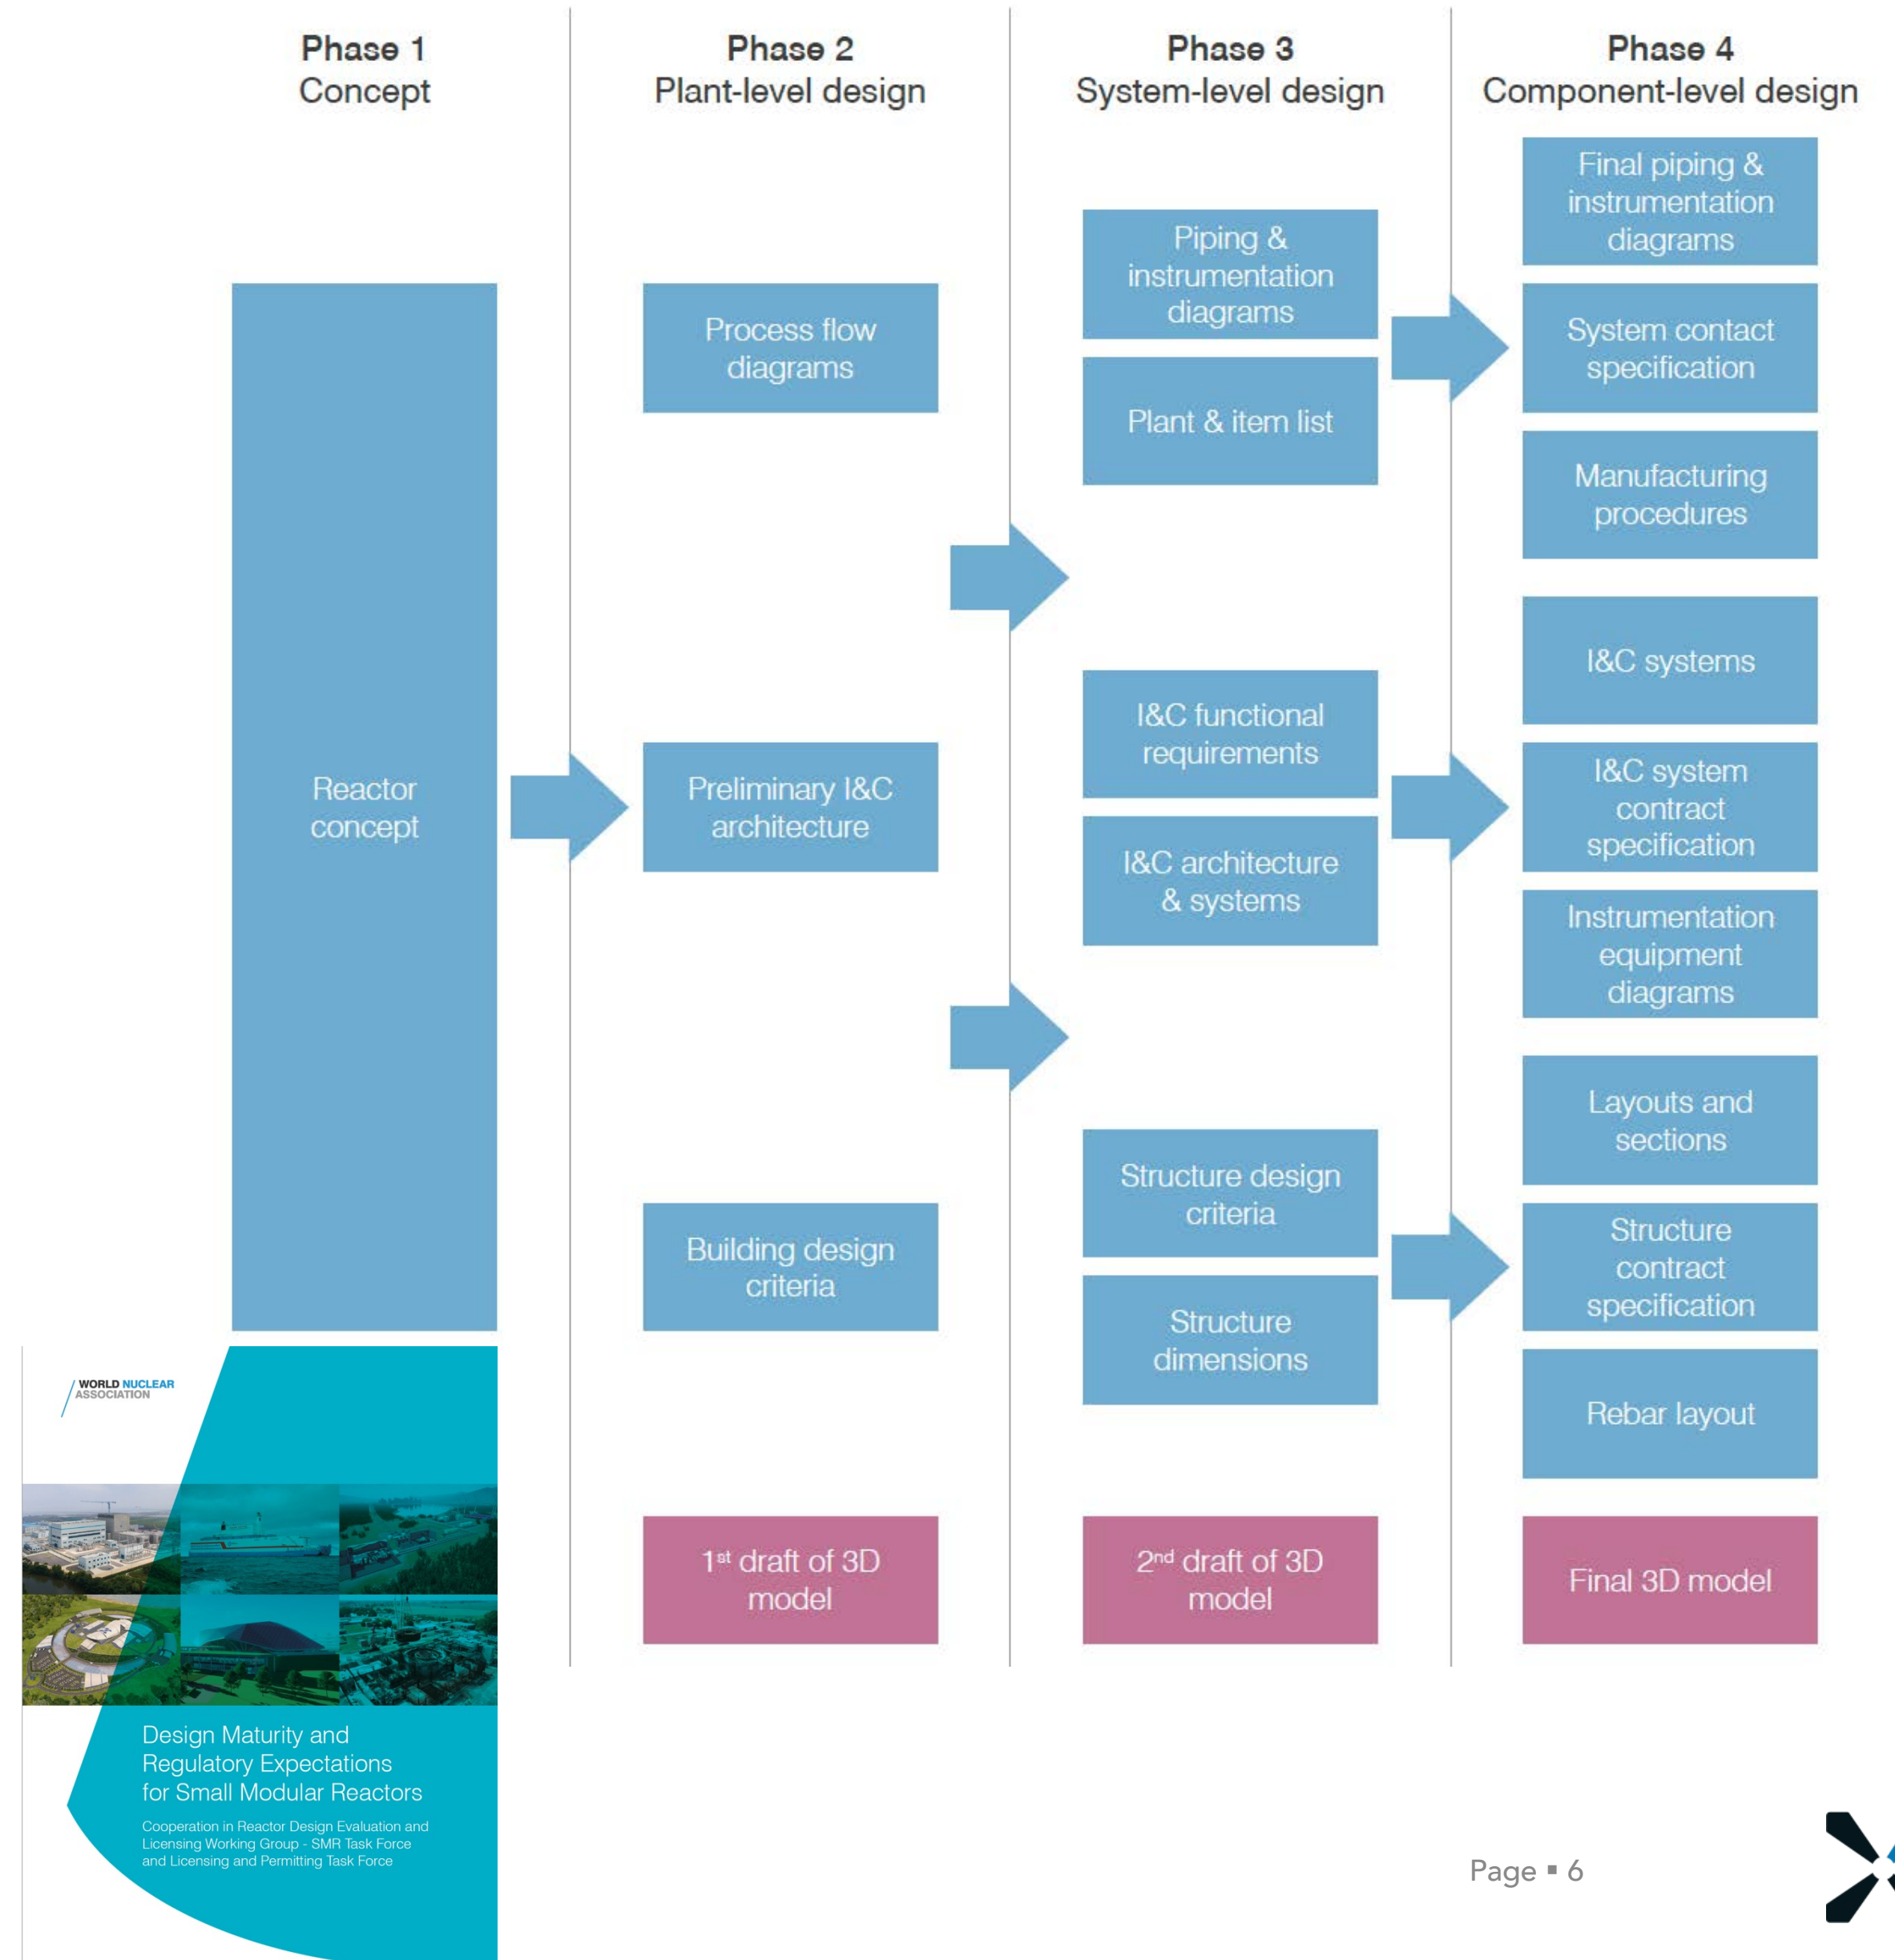 Phase 1
Concept
Phase 2
Plant-level design
Phase 3
System-level design
Phase 4
Component-level design
Reactor
concept
Process flow
diagrams
Preliminary I&C
architecture
Building design
criteria
1st draft of 3D
model
Piping &
instrumentation
diagrams
Plant & item list
I&C functional
requirements
I&C architecture
& systems
Structure design
criteria
Structure
dimensions
2nd draft of 3D
model
Final piping &
instrumentation
diagrams
System contact
specification
Manufacturing
procedures
I&C systems
I&C system
contract
specification
Instrumentation
equipment
diagrams
Layouts and
sections
Structure
contract
specification
Rebar layout
Final 3D model
WORLD NUCLEAR
ASSOCIATION
Design Maturity and
Regulatory Expectations
for Small Modular Reactors
Cooperation in Reactor Design Evaluation and
Licensing Working Group - SMR Task Force
and Licensing and Permitting Task Force
Page ▪ 6